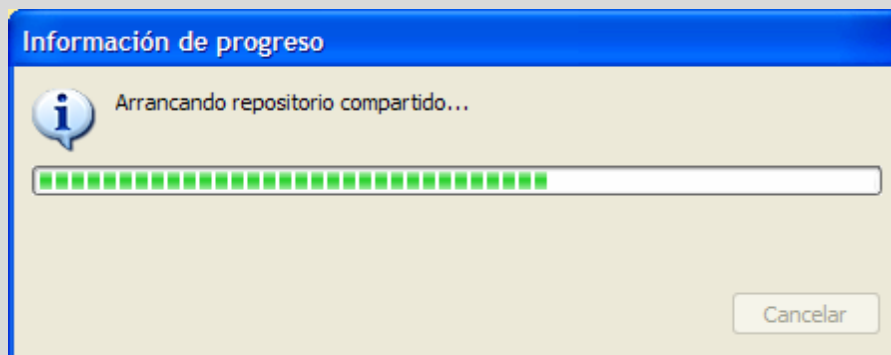 Información de progreso
Arrancando repositorio compartido...
Cancelar